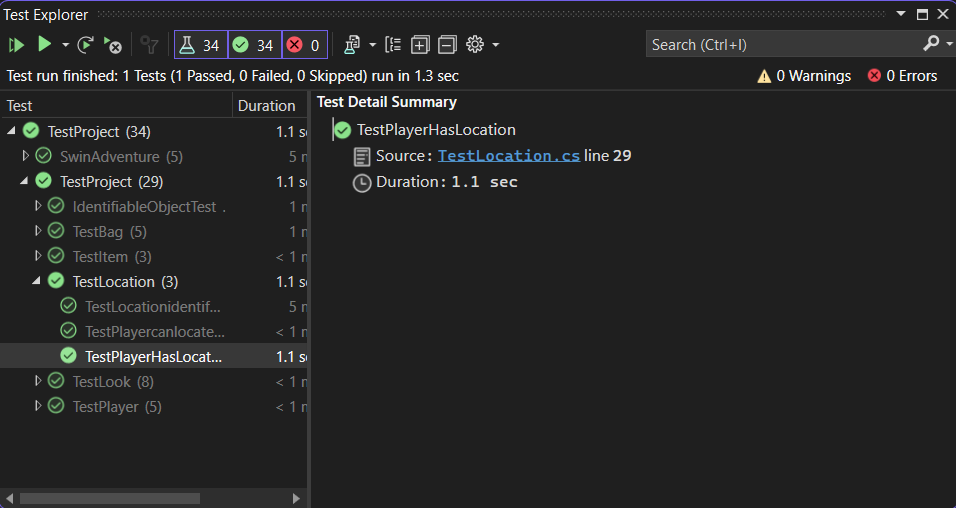 Test Explorer
34 34 0 Search (Ctrl+I)
Test run finished: 1 Tests (1 Passed, 0 Failed, 0 Skipped) run in 1.3 sec 0 Warnings 0 Errors
Test Duration
TestProject (34) 1.1 se
SwinAdventure (5) 5 m
TestProject (29) 1.1 se
IdentifiableObjectTest . 1 m
TestBag (5) 1 m
TestItem (3) < 1 m
TestLocation (3) 1.1 se
TestLocationidentif... 5 m
TestPlayercanlocate... < 1 m
TestPlayerHasLocat... 1.1 se
TestLook (8) < 1 m
TestPlayer (5) < 1 m
Test Detail Summary
TestPlayerHasLocation
Source: TestLocation.cs line 29
Duration: 1.1 sec